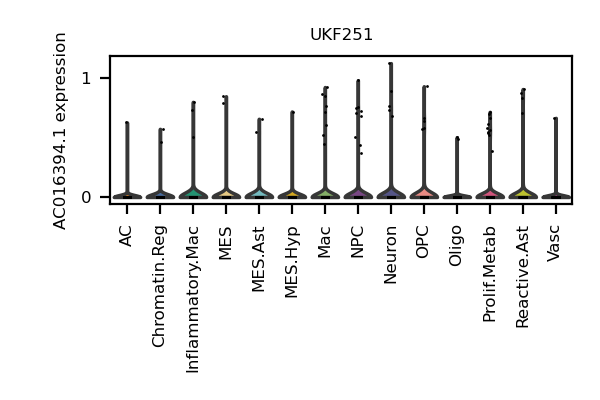 UKF251
AC016394.1 expression
1
0
AC
Chromatin.Reg
Inflammatory.Mac
MES
MES.Ast
MES.Hyp
Mac
NPC
Neuron
OPC
Oligo
Prolif.Metab
Reactive.Ast
Vasc